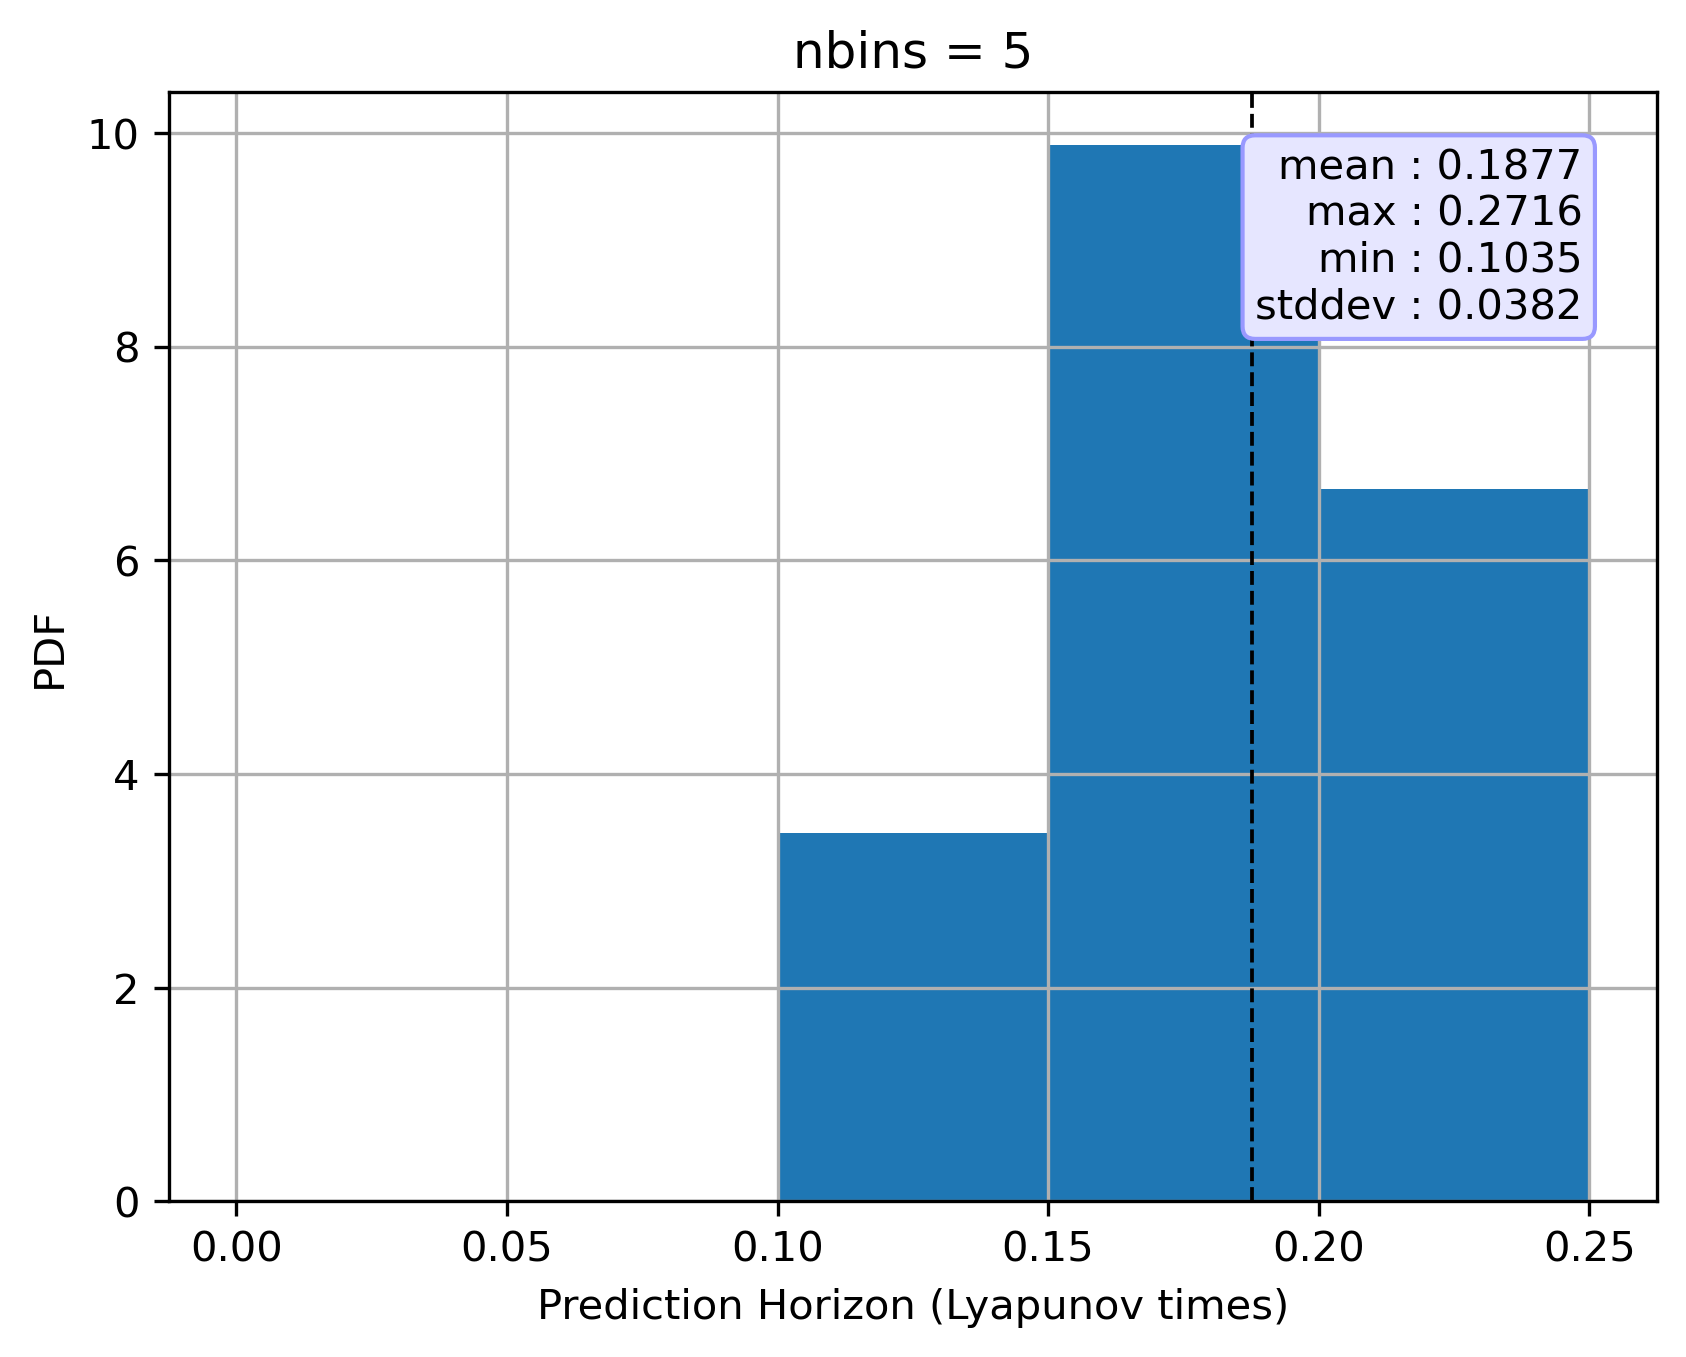 nbins = 5
10
8
6
4
2
0
PDF
mean : 0.1877
max : 0.2716
min : 0.1035
stddev : 0.0382
0.00 0.05 0.10 0.15 0.20 0.25
Prediction Horizon (Lyapunov times)